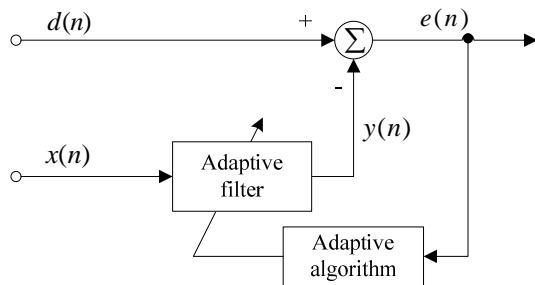 d(n)
+
Σ
e(n)
-
y(n)
x(n)
Adaptive
filter
Adaptive
algorithm